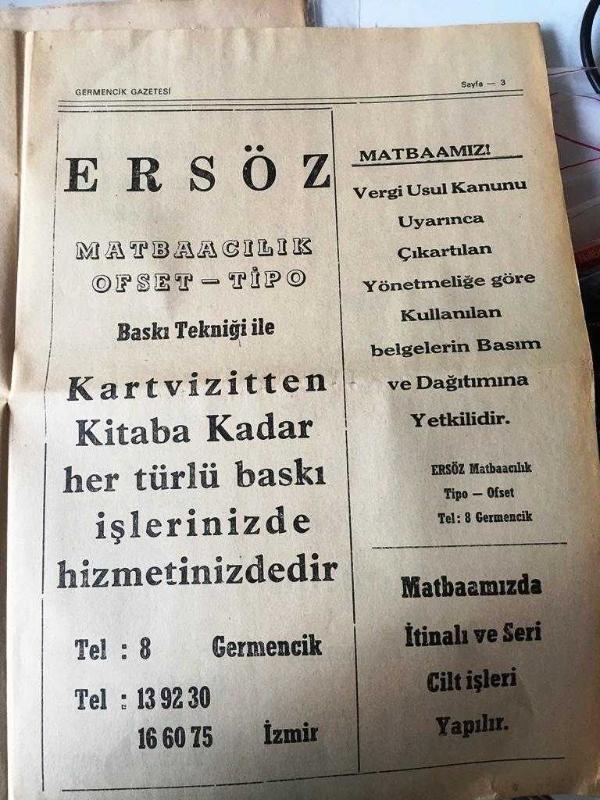 GERMENCİK GAZETESİ
Sayfa — 3
ERSÖZ
MATBAACILIK
OFSET — TİPO
Baskı Tekniği ile
Kartvizitten
Kitaba Kadar
her türlü baskı
işlerinizde
hizmetinizdedir
Tel : 8 Germencik
Tel : 13 92 30
16 60 75 İzmir
MATBAAMIZ!
Vergi Usul Kanunu
Uyarınca
Çıkartılan
Yönetmeliğe göre
Kullanılan
belgelerin Basım
ve Dağıtımına
Yetkilidir.
ERSÖZ Matbaacılık
Tipo — Ofset
Tel: 8 Germencik
Matbaamızda
İtinalı ve Seri
Cilt işleri
Yapılır.